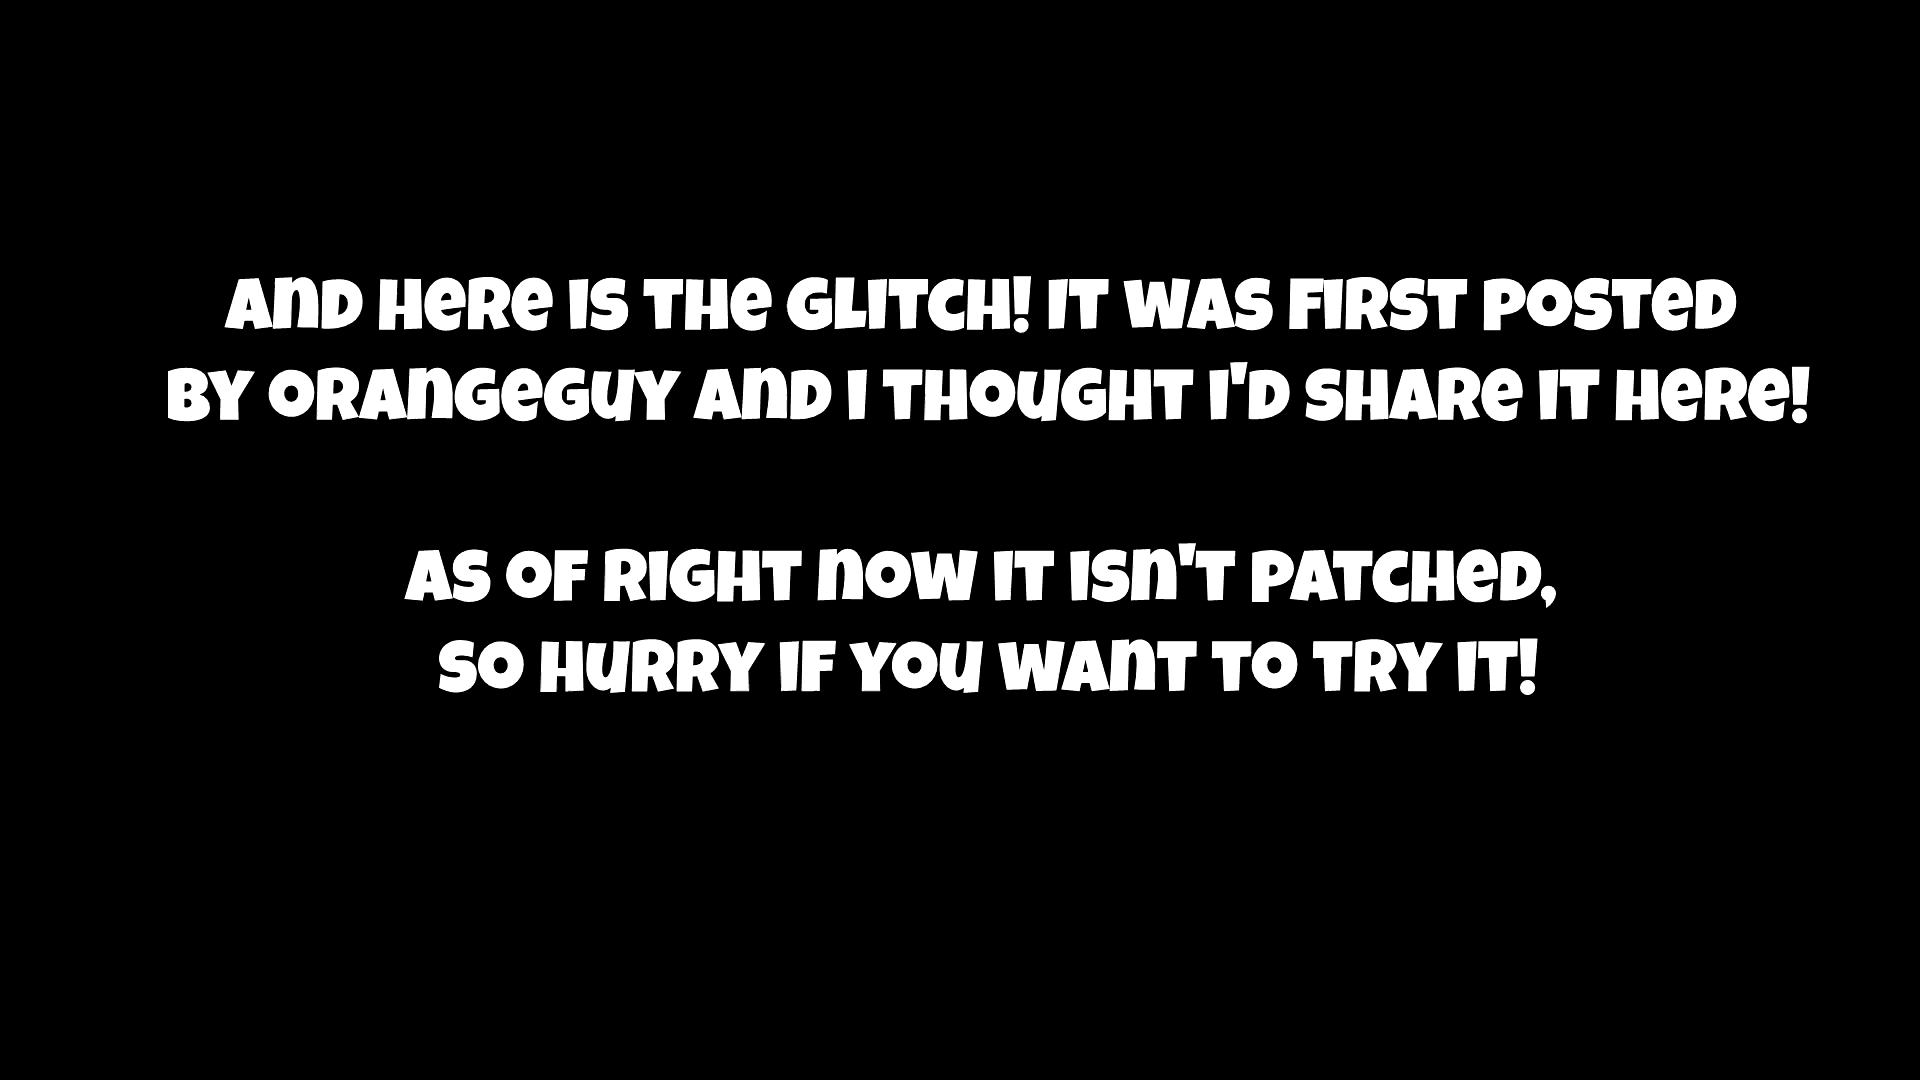 And here is the glitch! It was first posted
by Orangeguy and I thought I'd share it here!
As of right now it isn't patched,
so hurry if you want to try it!